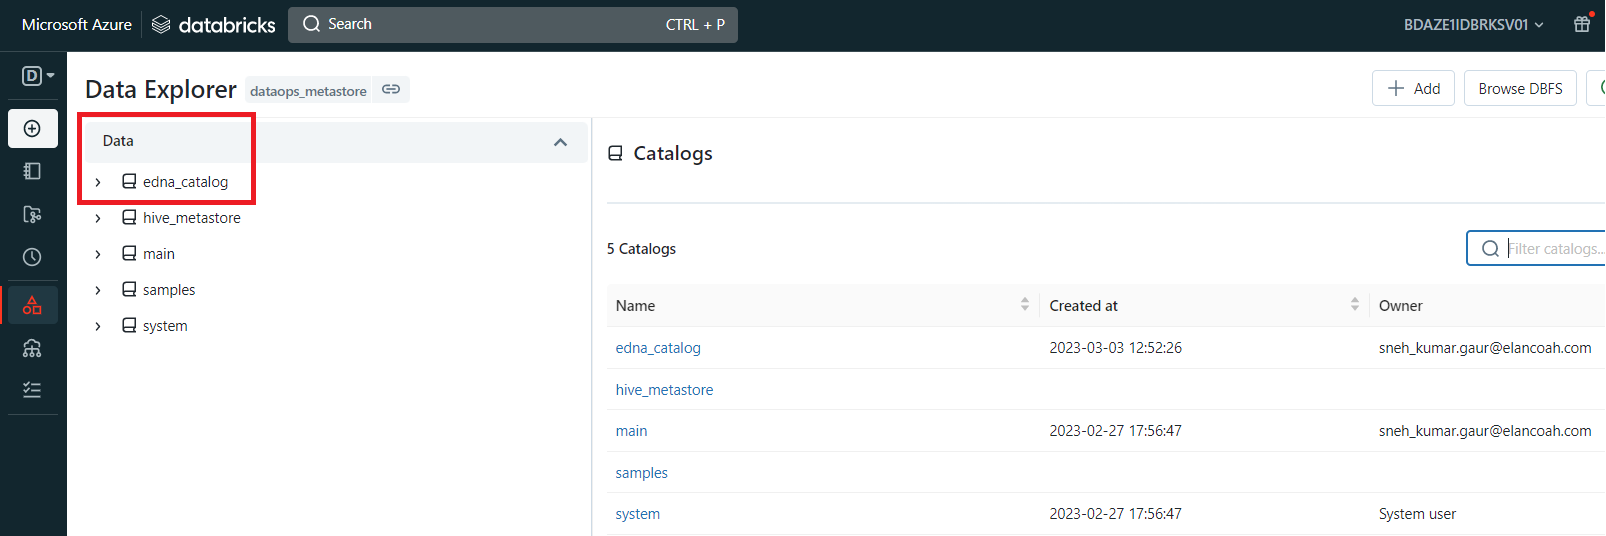 Microsoft Azure databricks Search CTRL + P BDAZE1IDBRKSV01
D
Data Explorer dataops_metastore + Add Browse DBFS
Data
edna_catalog
hive_metastore
main
samples
system
Catalogs
5 Catalogs Filter catalogs...
Name Created at Owner
edna_catalog 2023-03-03 12:52:26 sneh_kumar.gaur@elancoah.com
hive_metastore
main 2023-02-27 17:56:47 sneh_kumar.gaur@elancoah.com
samples
system 2023-02-27 17:56:47 System user